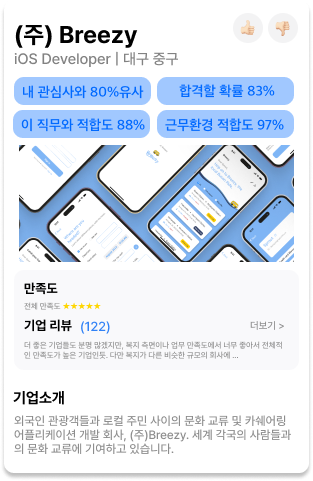 (주) Breezy
iOS Developer | 대구 중구
내 관심사와 80%유사
합격할 확률 83%
이 직무와 적합도 88%
근무환경 적합도 97%
만족도
전체 만족도 ★★★★★
기업 리뷰 (122)
더보기 >
더 좋은 기업들도 분명 많겠지만, 복지 측면이나 업무 만족도에서 너무 좋아서 전체적
인 만족도가 높은 기업인듯. 다만 복지가 다른 비슷한 규모의 회사에 ...
기업소개
외국인 관광객들과 로컬 주민 사이의 문화 교류 및 카쉐어링
어플리케이션 개발 회사, (주)Breezy. 세계 각국의 사람들과
의 문화 교류에 기여하고 있습니다.